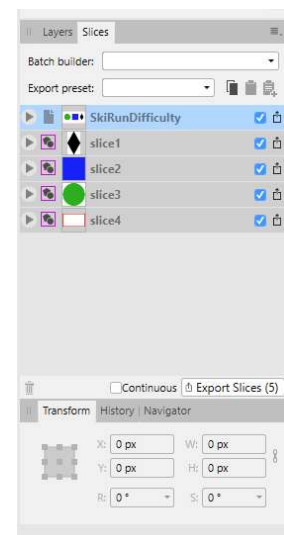 Layers Slices
Batch builder:
Export preset:
SkiRunDifficulty
slice1
slice2
slice3
slice4
Continuous Export Slices (5)
Transform History Navigator
X: 0 px W: 0 px
Y: 0 px H: 0 px
R: 0 ° S: 0 °